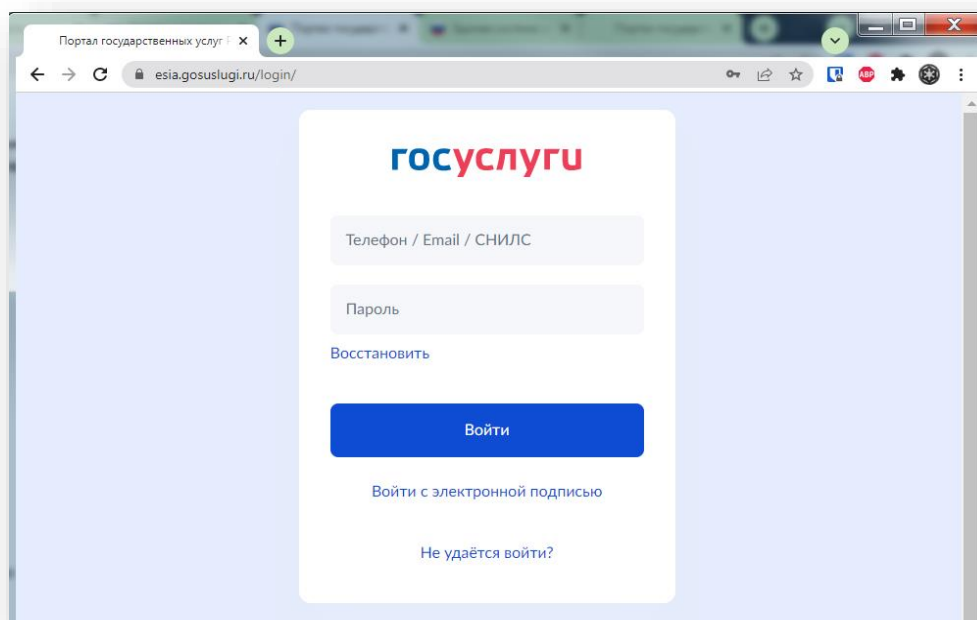 Портал государственных услуг Р
esia.gosuslugi.ru/login/
ABP
госуслуги
Телефон / Email / СНИЛС
Пароль
Восстановить
Войти
Войти с электронной подписью
Не удаётся войти?